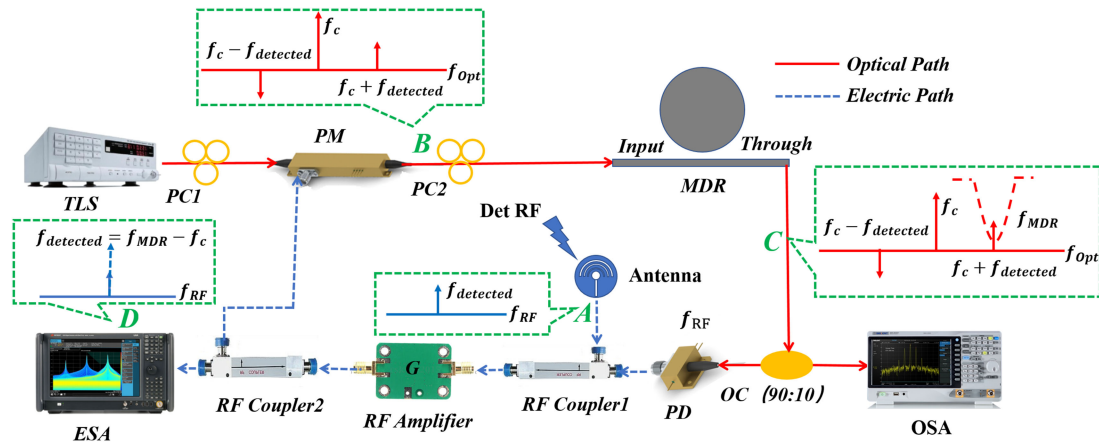 f_c
f_c − f_detected
f_Opt
f_c + f_detected
Optical Path
Electric Path
PM
B
Input
Through
MDR
TLS
PC1
PC2
Det RF
Antenna
C
f_c
f_MDR
f_c − f_detected
f_Opt
f_c + f_detected
f_detected = f_MDR − f_c
f_RF
D
f_detected
f_RF
A
f_RF
G
ESA
RF Coupler2
RF Amplifier
RF Coupler1
PD
OC (90:10)
OSA